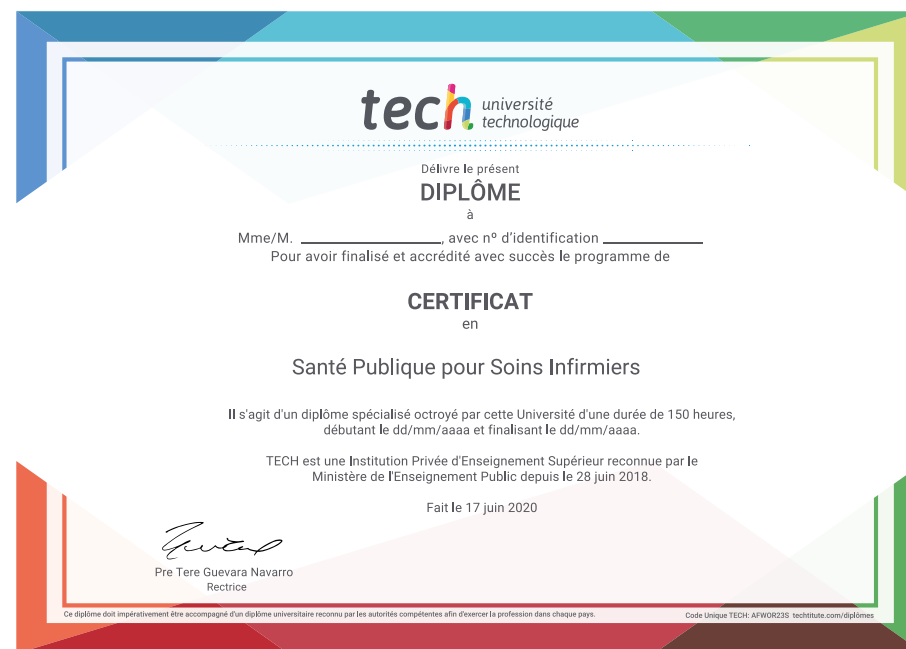 tech université
technologique
Délivre le présent
DIPLÔME
à
Mme/M. ____________________, avec nº d'identification ______________
Pour avoir finalisé et accrédité avec succès le programme de
CERTIFICAT
en
Santé Publique pour Soins Infirmiers
Il s'agit d'un diplôme spécialisé octroyé par cette Université d'une durée de 150 heures,
débutant le dd/mm/aaaa et finalisant le dd/mm/aaaa.
TECH est une Institution Privée d'Enseignement Supérieur reconnue par le
Ministère de l'Enseignement Public depuis le 28 juin 2018.
Fait le 17 juin 2020
Pre Tere Guevara Navarro
Rectrice
Ce diplôme doit impérativement être accompagné d'un diplôme universitaire reconnu par les autorités compétentes afin d'exercer la profession dans chaque pays.
Code Unique TECH: AFWOR23S techtitute.com/diplômes